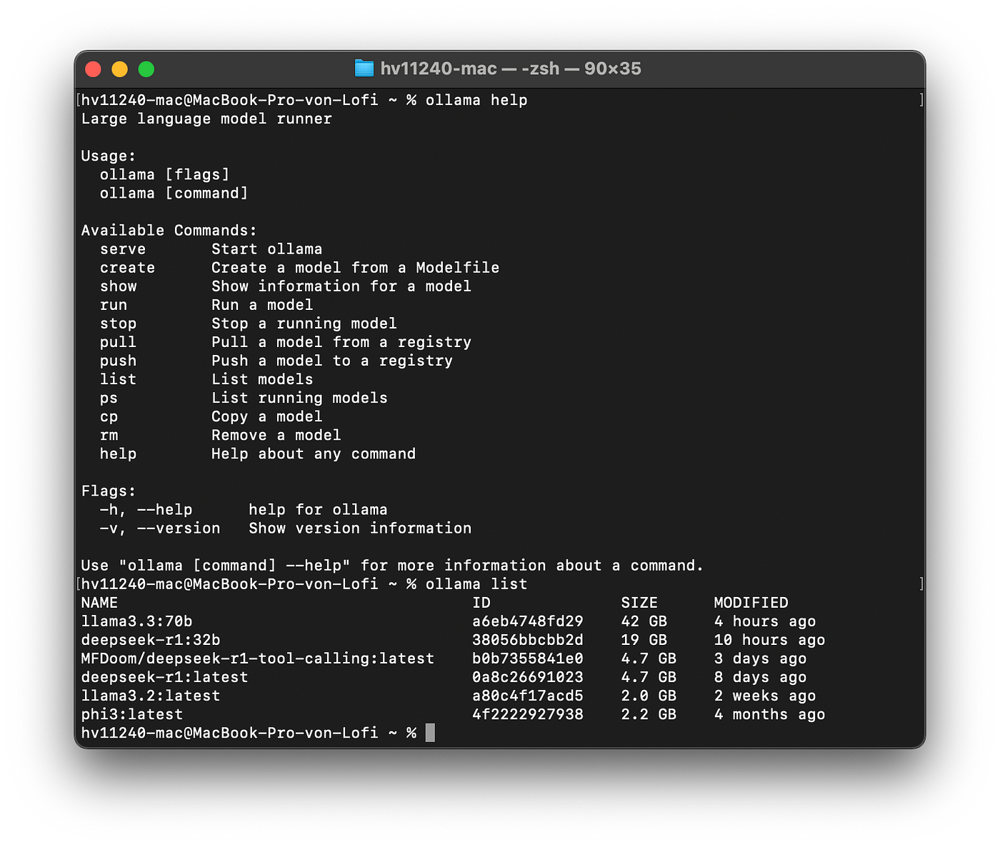 hv11240-mac — -zsh — 90×35
[hv11240-mac@MacBook-Pro-von-Lofi ~ % ollama help ]
Large language model runner
Usage:
  ollama [flags]
  ollama [command]
Available Commands:
  serve       Start ollama
  create      Create a model from a Modelfile
  show        Show information for a model
  run         Run a model
  stop        Stop a running model
  pull        Pull a model from a registry
  push        Push a model to a registry
  list        List models
  ps          List running models
  cp          Copy a model
  rm          Remove a model
  help        Help about any command
Flags:
  -h, --help      help for ollama
  -v, --version   Show version information
Use "ollama [command] --help" for more information about a command.
[hv11240-mac@MacBook-Pro-von-Lofi ~ % ollama list ]
NAME                                      ID              SIZE      MODIFIED
llama3.3:70b                              a6eb4748fd29    42 GB     4 hours ago
deepseek-r1:32b                           38056bbcbb2d    19 GB     10 hours ago
MFDoom/deepseek-r1-tool-calling:latest    b0b7355841e0    4.7 GB    3 days ago
deepseek-r1:latest                        0a8c26691023    4.7 GB    8 days ago
llama3.2:latest                           a80c4f17acd5    2.0 GB    2 weeks ago
phi3:latest                               4f2222927938    2.2 GB    4 months ago
hv11240-mac@MacBook-Pro-von-Lofi ~ %